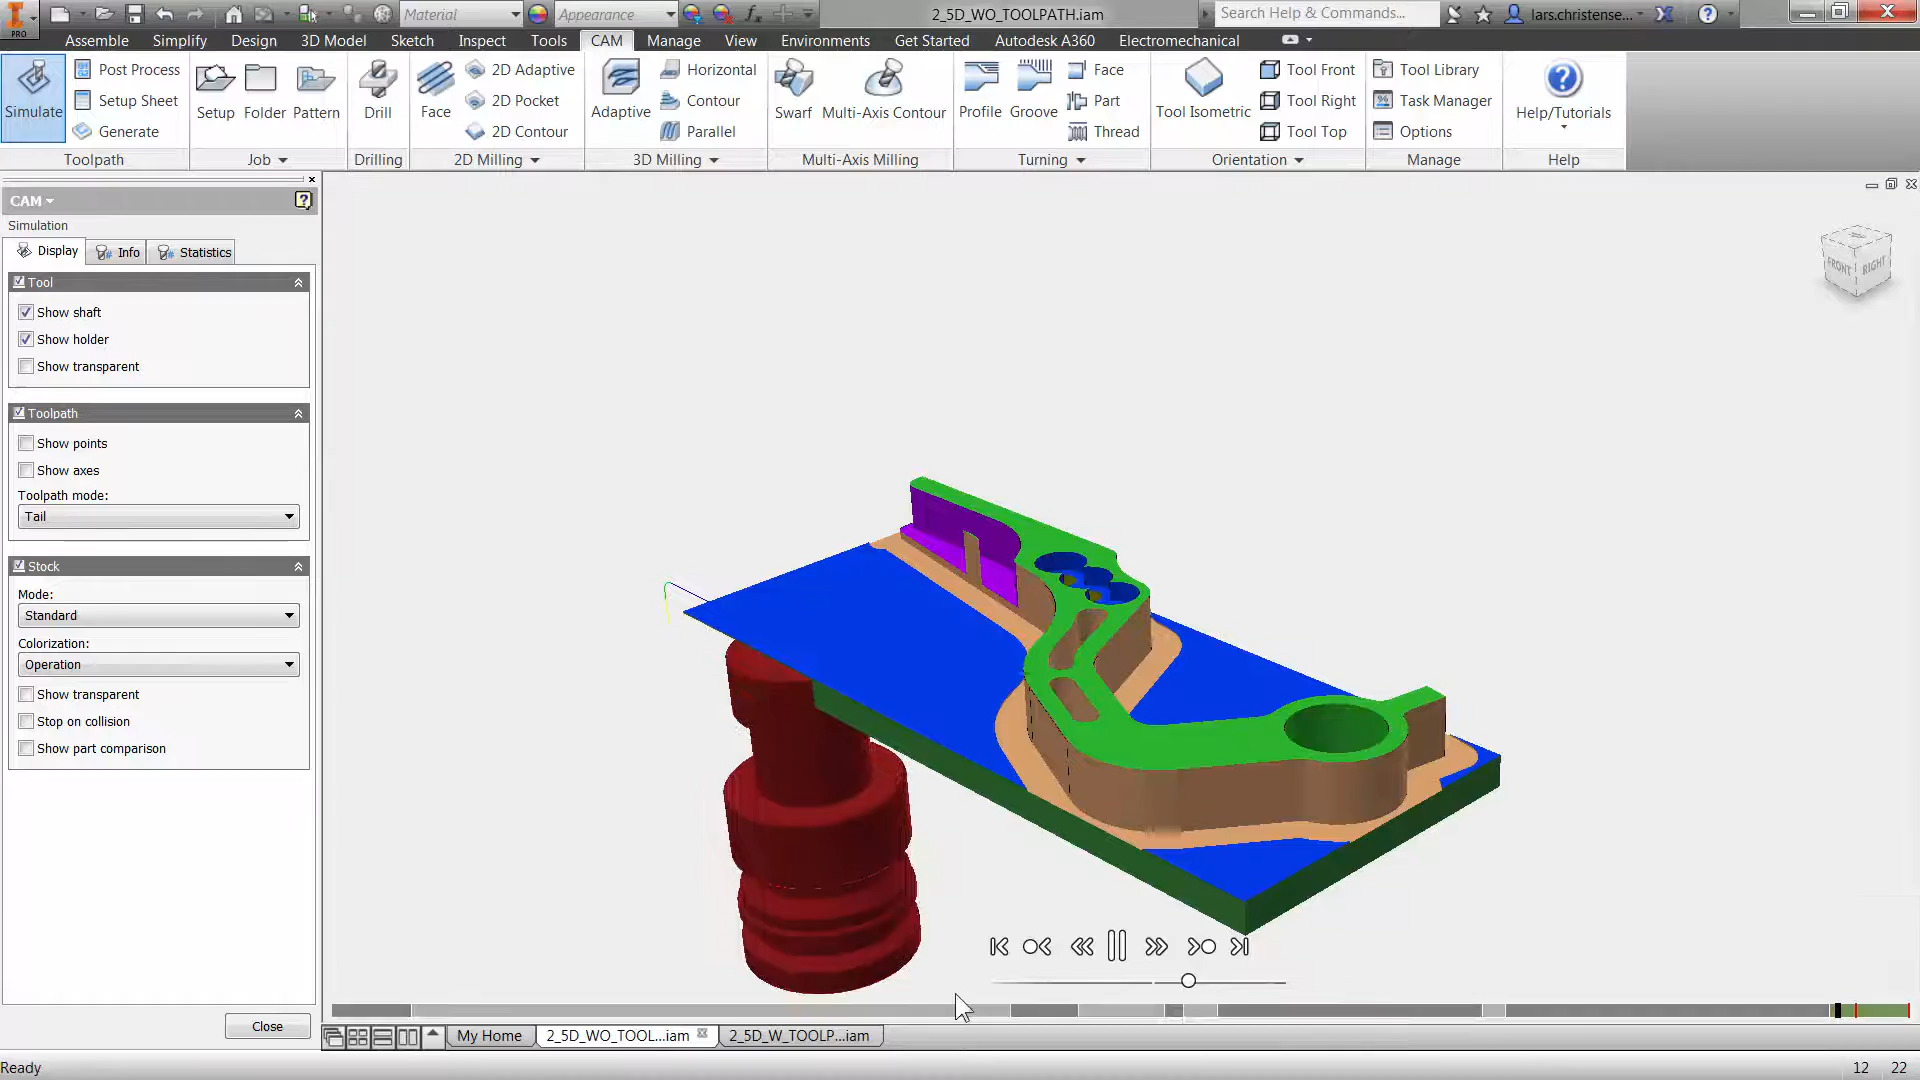 PRO
Material
Appearance
2_5D_WO_TOOLPATH.iam
Search Help & Commands...
lars.christense...
Assemble Simplify Design 3D Model Sketch Inspect Tools CAM Manage View Environments Get Started Autodesk A360 Electromechanical
Simulate
Post Process
Setup Sheet
Generate
Toolpath
Setup Folder Pattern
Job
Drill
Drilling
Face
2D Adaptive
2D Pocket
2D Contour
2D Milling
Adaptive
Horizontal
Contour
Parallel
3D Milling
Swarf Multi-Axis Contour
Multi-Axis Milling
Profile Groove
Face
Part
Thread
Turning
Tool Isometric
Tool Front
Tool Right
Tool Top
Orientation
Tool Library
Task Manager
Options
Manage
Help/Tutorials
Help
CAM
Simulation
Display Info Statistics
Tool
Show shaft
Show holder
Show transparent
Toolpath
Show points
Show axes
Toolpath mode:
Tail
Stock
Mode:
Standard
Colorization:
Operation
Show transparent
Stop on collision
Show part comparison
Close
FRONT RIGHT
My Home 2_5D_WO_TOOL...iam 2_5D_W_TOOLP...iam
Ready
12 22